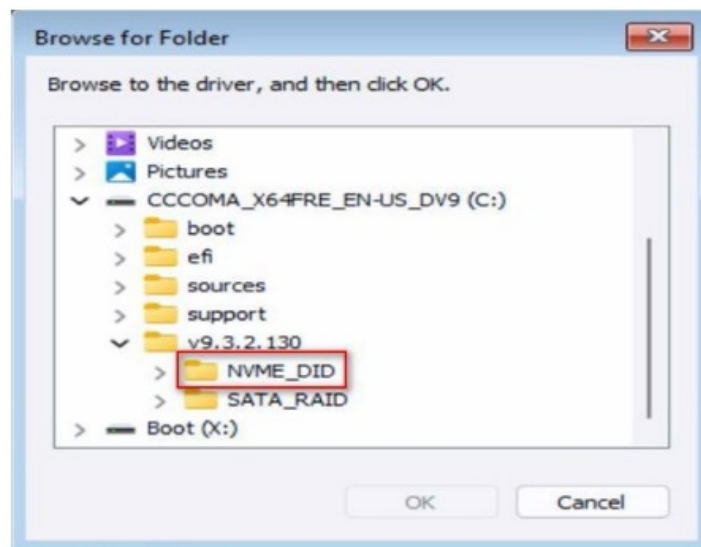 Browse for Folder
Browse to the driver, and then click OK.
Videos
Pictures
CCCOMA_X64FRE_EN-US_DV9 (C:)
boot
efi
sources
support
v9.3.2.130
NVME_DID
SATA_RAID
Boot (X:)
OK
Cancel